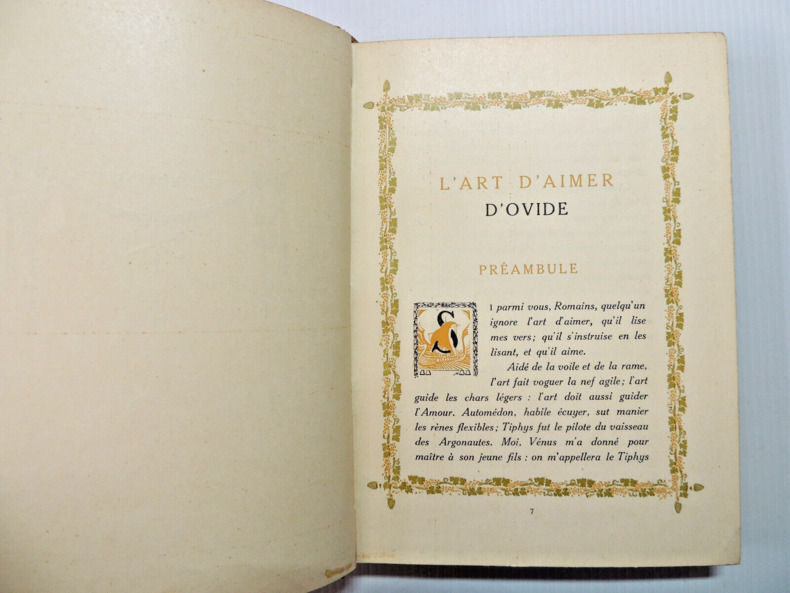 L'ART D'AIMER
D'OVIDE
PRÉAMBULE
SI parmi vous, Romains, quelqu'un
ignore l'art d'aimer, qu'il lise
mes vers; qu'il s'instruise en les
lisant, et qu'il aime.
Aidé de la voile et de la rame,
l'art fait voguer la nef agile; l'art
guide les chars légers : l'art doit aussi guider
l'Amour. Automédon, habile écuyer, sut manier
les rênes flexibles; Tiphys fut le pilote du vaisseau
des Argonautes. Moi, Vénus m'a donné pour
maître à son jeune fils : on m'appellera le Tiphys
7